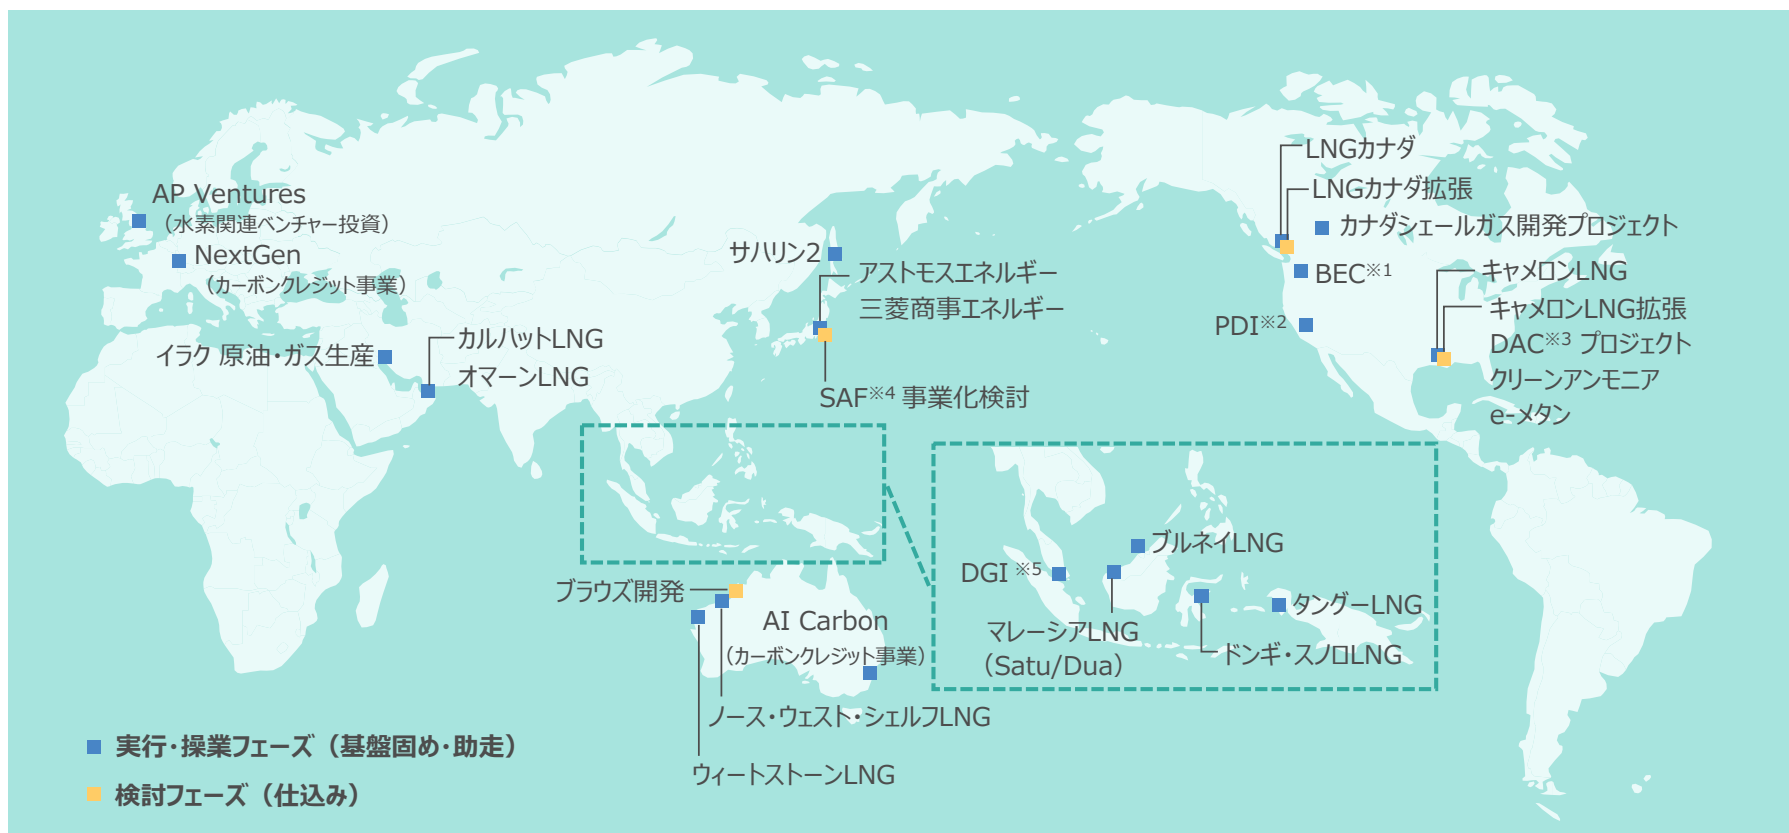 AP Ventures
（水素関連ベンチャー投資）
NextGen
（カーボンクレジット事業）
イラク 原油・ガス生産
カルハットLNG
オマーンLNG
サハリン2
アストモスエネルギー
三菱商事エネルギー
SAF※4 事業化検討
LNGカナダ
LNGカナダ拡張
カナダシェールガス開発プロジェクト
BEC※1
PDI※2
キャメロンLNG
キャメロンLNG拡張
DAC※3 プロジェクト
クリーンアンモニア
e-メタン
ブラウズ開発
AI Carbon
（カーボンクレジット事業）
ノース・ウェスト・シェルフLNG
ウィートストーンLNG
DGI ※5
ブルネイLNG
マレーシアLNG
（Satu/Dua）
タングーLNG
ドンギ・スノロLNG
実行・操業フェーズ（基盤固め・助走）
検討フェーズ（仕込み）